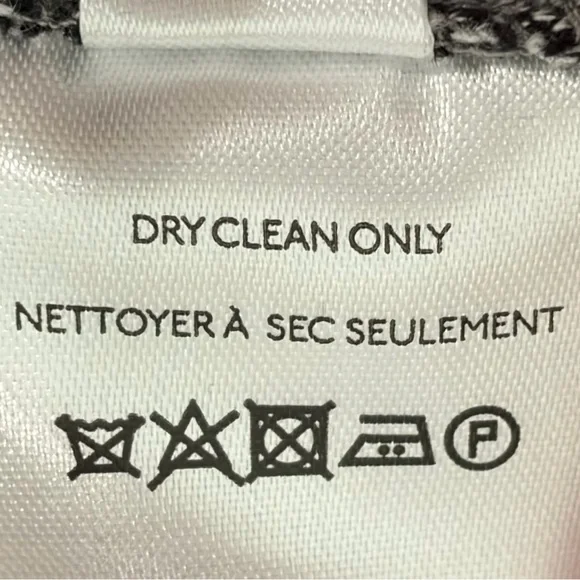 DRY CLEAN ONLY
NETTOYER À SEC SEULEMENT
P